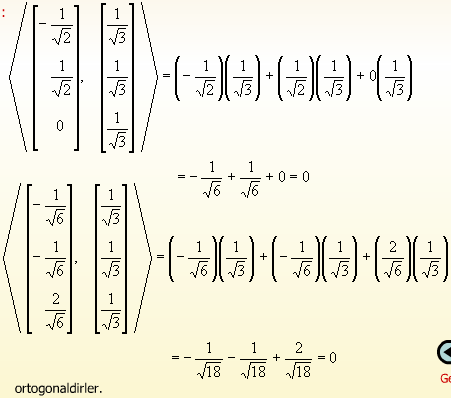 :
⟨[-1/√2, 1/√2, 0], [1/√3, 1/√3, 1/√3]⟩ = (-1/√2)(1/√3) + (1/√2)(1/√3) + 0(1/√3)
= -1/√6 + 1/√6 + 0 = 0
⟨[-1/√6, -1/√6, 2/√6], [1/√3, 1/√3, 1/√3]⟩ = (-1/√6)(1/√3) + (-1/√6)(1/√3) + (2/√6)(1/√3)
= -1/√18 - 1/√18 + 2/√18 = 0
Ge
ortogonaldirler.